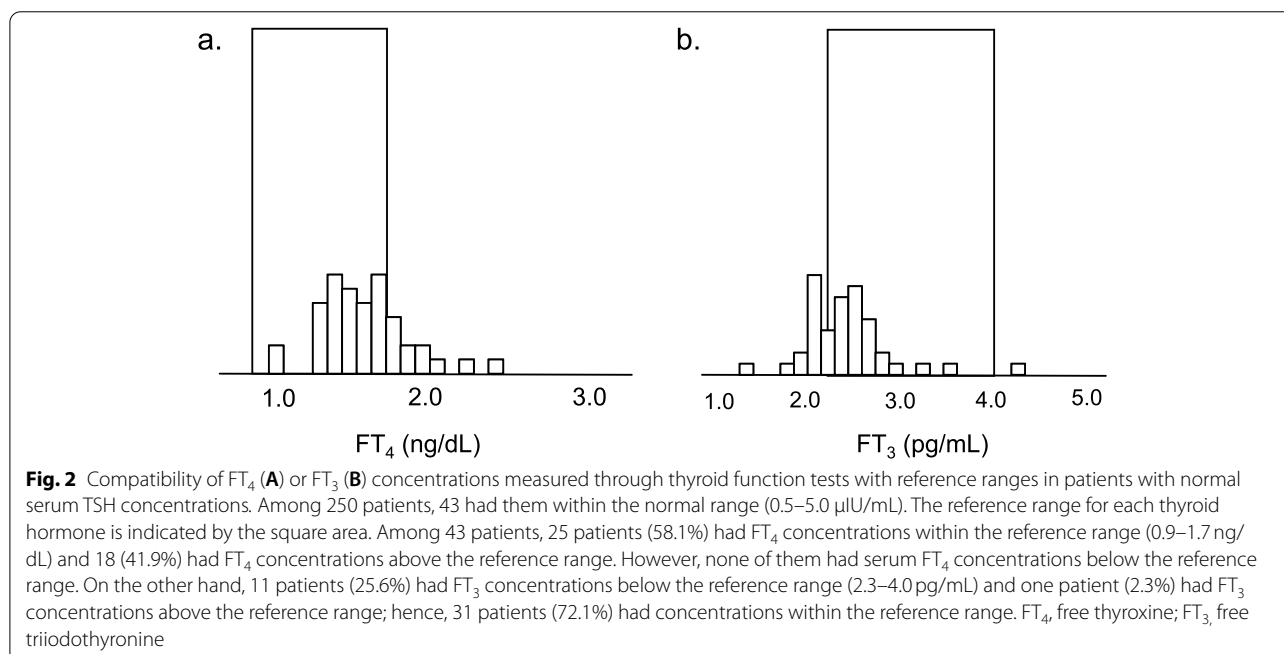 a.
1.0 2.0 3.0
FT4 (ng/dL)
b.
1.0 2.0 3.0 4.0 5.0
FT3 (pg/mL)
Fig. 2 Compatibility of FT4 (A) or FT3 (B) concentrations measured through thyroid function tests with reference ranges in patients with normal
serum TSH concentrations. Among 250 patients, 43 had them within the normal range (0.5–5.0 μIU/mL). The reference range for each thyroid
hormone is indicated by the square area. Among 43 patients, 25 patients (58.1%) had FT4 concentrations within the reference range (0.9–1.7 ng/
dL) and 18 (41.9%) had FT4 concentrations above the reference range. However, none of them had serum FT4 concentrations below the reference
range. On the other hand, 11 patients (25.6%) had FT3 concentrations below the reference range (2.3–4.0 pg/mL) and one patient (2.3%) had FT3
concentrations above the reference range; hence, 31 patients (72.1%) had concentrations within the reference range. FT4, free thyroxine; FT3, free
triiodothyronine